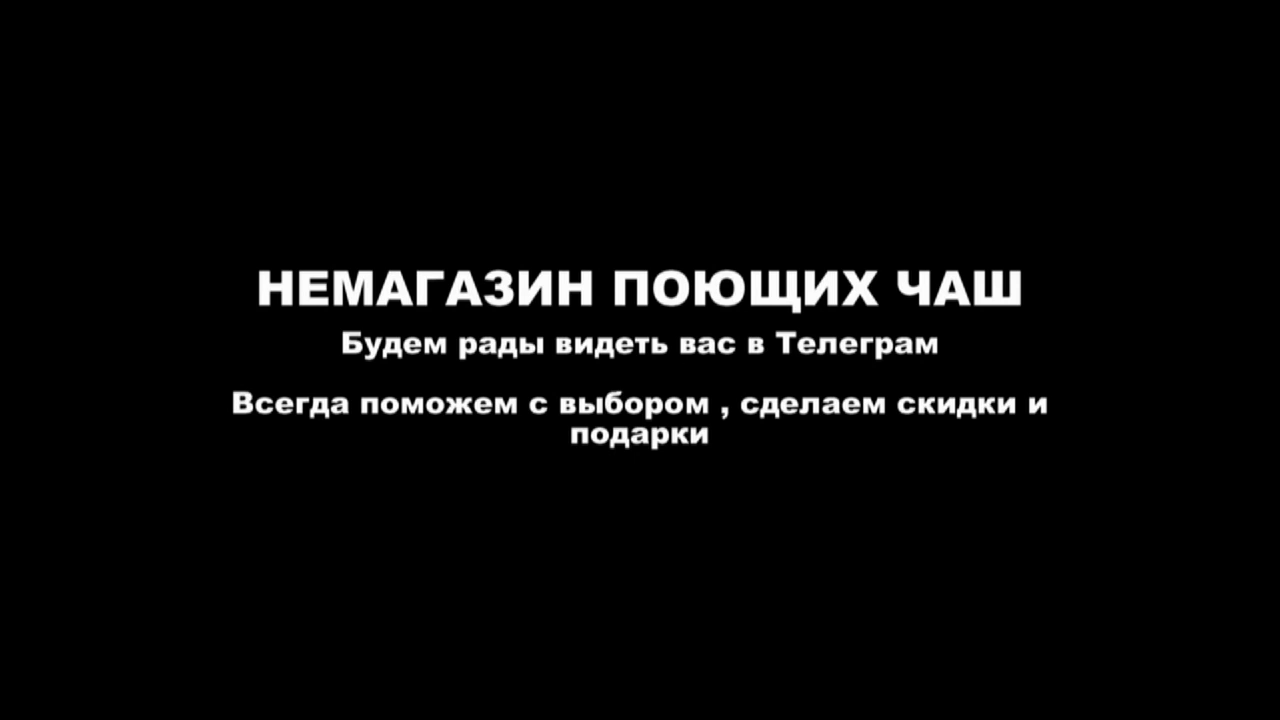 НЕМАГАЗИН ПОЮЩИХ ЧАШ
Будем рады видеть вас в Телеграм
Всегда поможем с выбором , сделаем скидки и
подарки